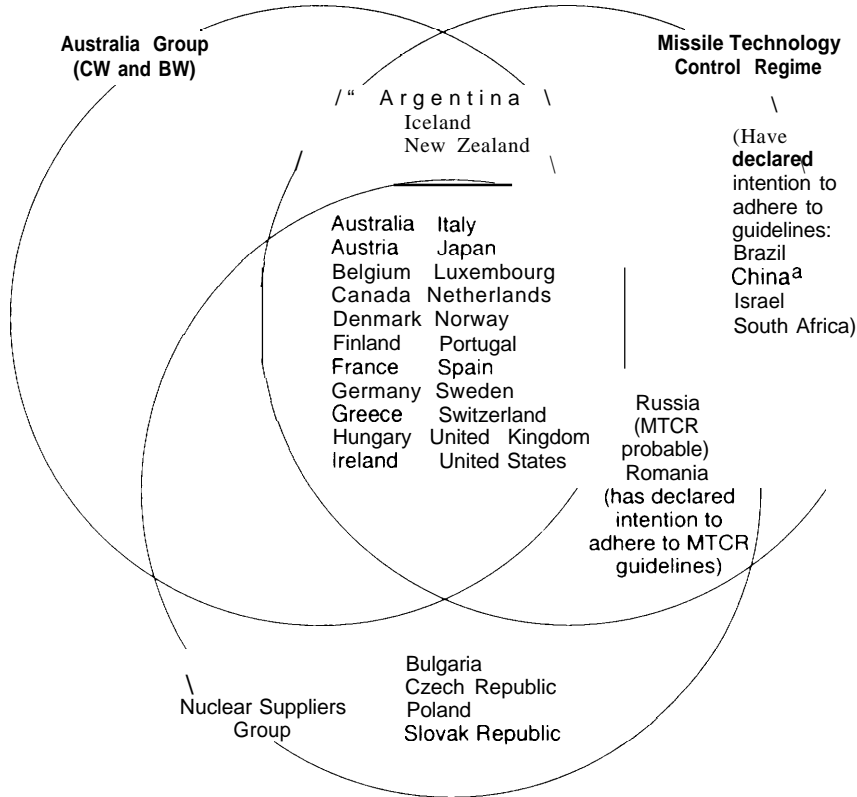 Australia Group
(CW and BW)
Missile Technology
Control Regime
Argentina
Iceland
New Zealand
(Have
declared
intention to
adhere to
guidelines:
Brazil
Chinaª
Israel
South Africa)
Australia Italy
Austria Japan
Belgium Luxembourg
Canada Netherlands
Denmark Norway
Finland Portugal
France Spain
Germany Sweden
Greece Switzerland
Hungary United Kingdom
Ireland United States
Russia
(MTCR
probable)
Romania
(has declared
intention to
adhere to MTCR
guidelines)
Nuclear Suppliers
Group
Bulgaria
Czech Republic
Poland
Slovak Republic